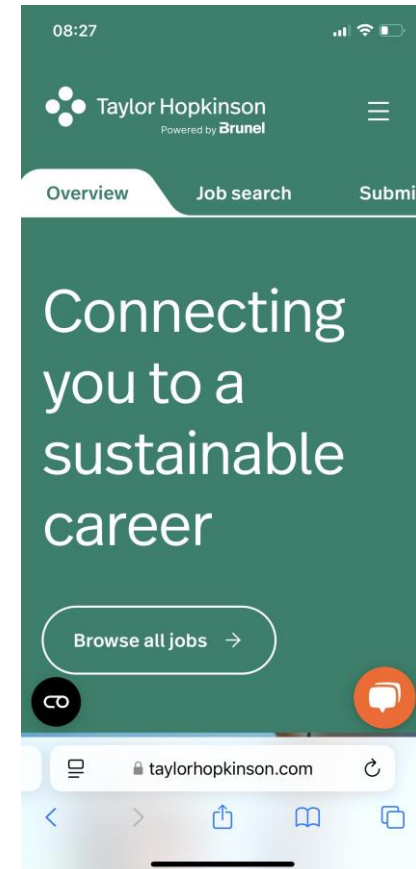 08:27
Taylor Hopkinson
Powered by Brunel
Overview Job search Submi
Connecting
you to a
sustainable
career
Browse all jobs →
taylorhopkinson.com